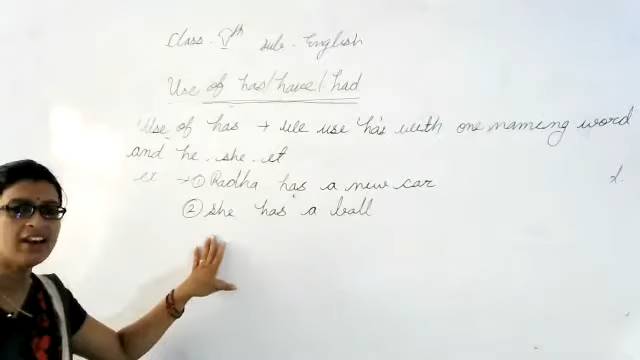 Class - Vth sub - English
Use of has/have/had
Use of has → we use has with one naming word
and he, she, it
ex → ① Radha has a new car
② She has a ball